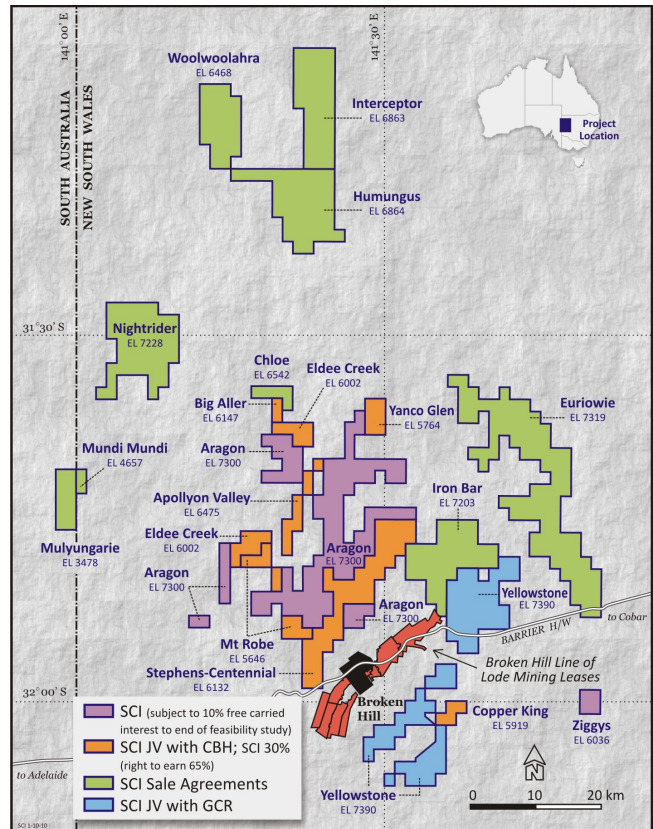 141°00' E
141°30' E
SOUTH AUSTRALIA
NEW SOUTH WALES
Woolwoolahra
EL 6468
Interceptor
EL 6863
Project
Location
Humungus
EL 6864
31°30' S
Nightrider
EL 7228
Chloe
EL 6542
Eldee Creek
EL 6002
Big Aller
EL 6147
Yanco Glen
EL 5764
Euriowie
EL 7319
Aragon
EL 7300
Mundi Mundi
EL 4657
Iron Bar
EL 7203
Apollyon Valley
EL 6475
Eldee Creek
EL 6002
Mulyungarie
EL 3478
Aragon
EL 7300
Aragon
EL 7300
Yellowstone
EL 7390
Aragon
EL 7300
to Cobar
BARRIER H/W
Mt Robe
EL 5646
Stephens-Centennial
EL 6132
Broken Hill Line of
Lode Mining Leases
32°00' S
Broken
Hill
Copper King
EL 5919
Ziggys
EL 6036
Yellowstone
EL 7390
SCI (subject to 10% free carried
interest to end of feasibility study)
SCI JV with CBH; SCI 30%
(right to earn 65%)
SCI Sale Agreements
SCI JV with GCR
to Adelaide
N
0 10 20 km
SCI 1-10-10